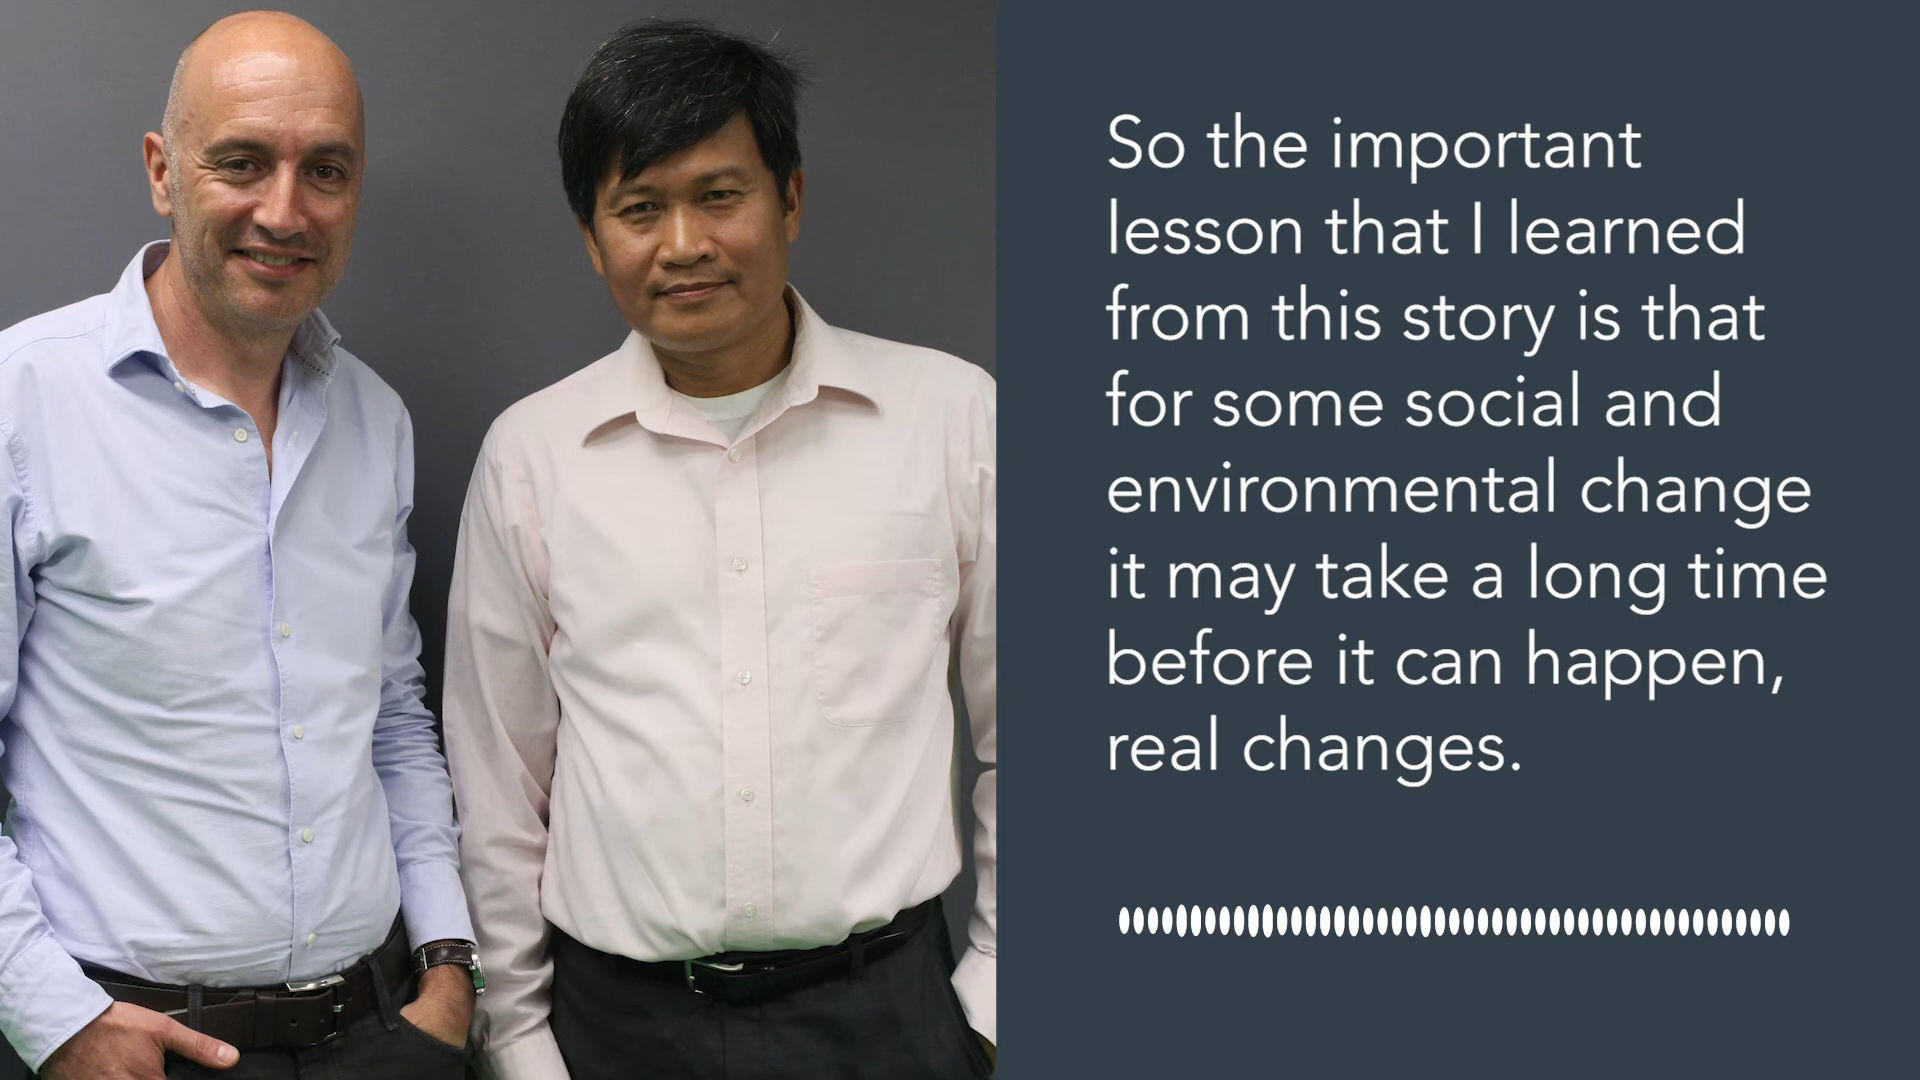 So the important
lesson that I learned
from this story is that
for some social and
environmental change
it may take a long time
before it can happen,
real changes.